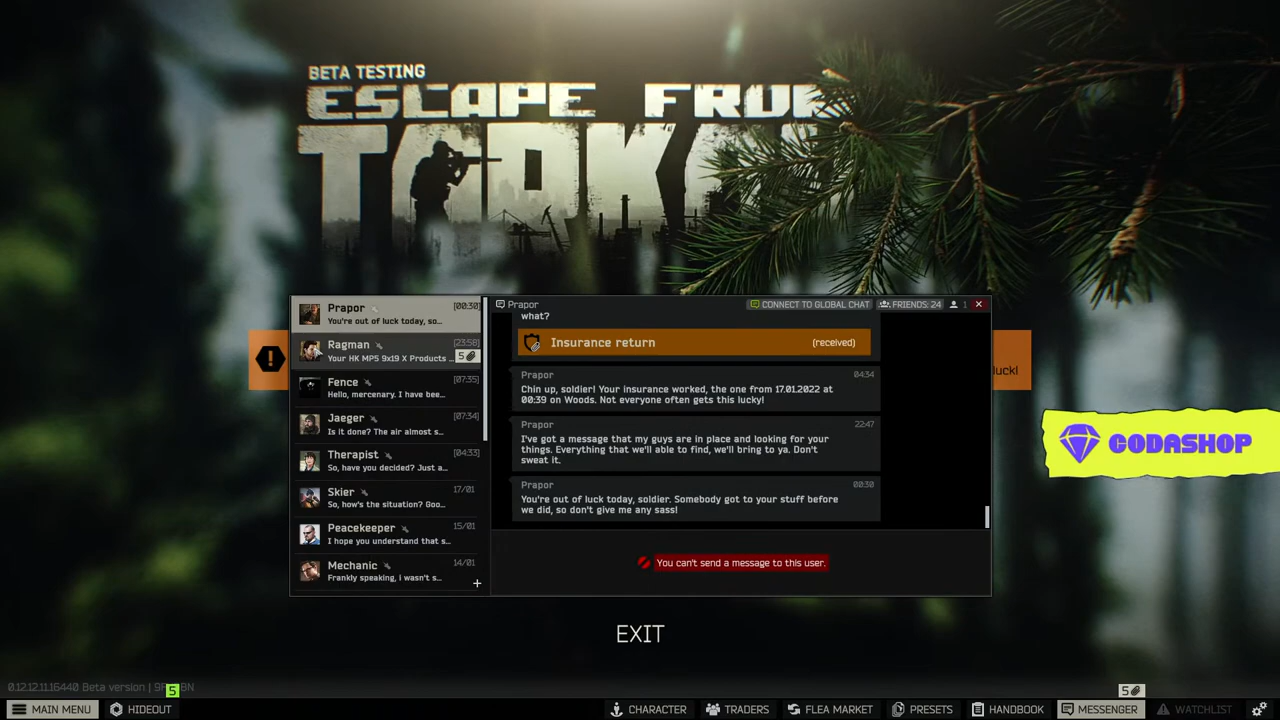 BETA TESTING
ESCAPE FROM
Prapor
[00:30]
You're out of luck today, so...
Ragman
[23:58]
Your HK MP5 9x19 X Products ...
5
Fence
[07:35]
Hello, mercenary. I have bee...
Jaeger
[07:34]
Is it done? The air almost s...
Therapist
[04:33]
So, have you decided? Just a...
Skier
17/01
So, how's the situation? Goo...
Peacekeeper
15/01
I hope you understand that s...
Mechanic
14/01
Frankly speaking, i wasn't s...
+
Prapor
CONNECT TO GLOBAL CHAT
FRIENDS: 24
1
what?
Insurance return
(received)
Prapor
04:34
Chin up, soldier! Your insurance worked, the one from 17.01.2022 at
00:39 on Woods. Not everyone often gets this lucky!
Prapor
22:47
I've got a message that my guys are in place and looking for your
things. Everything that we'll able to find, we'll bring to ya. Don't
sweat it.
Prapor
00:30
You're out of luck today, soldier. Somebody got to your stuff before
we did, so don't give me any sass!
You can't send a message to this user.
!
luck!
CODASHOP
EXIT
0.12.12.11.16440 Beta version |
5
5
MAIN MENU
HIDEOUT
CHARACTER
TRADERS
FLEA MARKET
PRESETS
HANDBOOK
MESSENGER
WATCHLIST